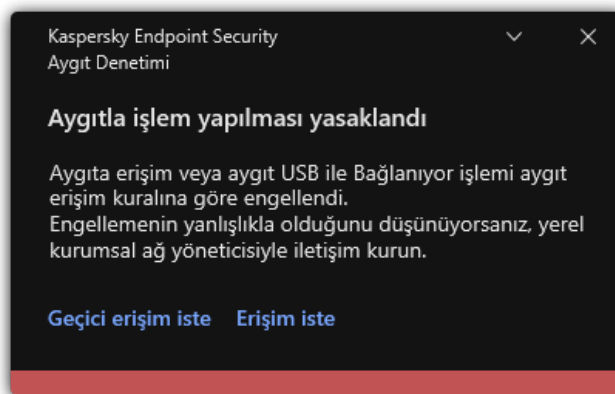 Kaspersky Endpoint Security
Aygıt Denetimi
Aygıtla işlem yapılması yasaklandı
Aygıta erişim veya aygıt USB ile Bağlanıyor işlemi aygıt
erişim kuralına göre engellendi.
Engellemenin yanlışlıkla olduğunu düşünüyorsanız, yerel
kurumsal ağ yöneticisiyle iletişim kurun.
Geçici erişim iste Erişim iste